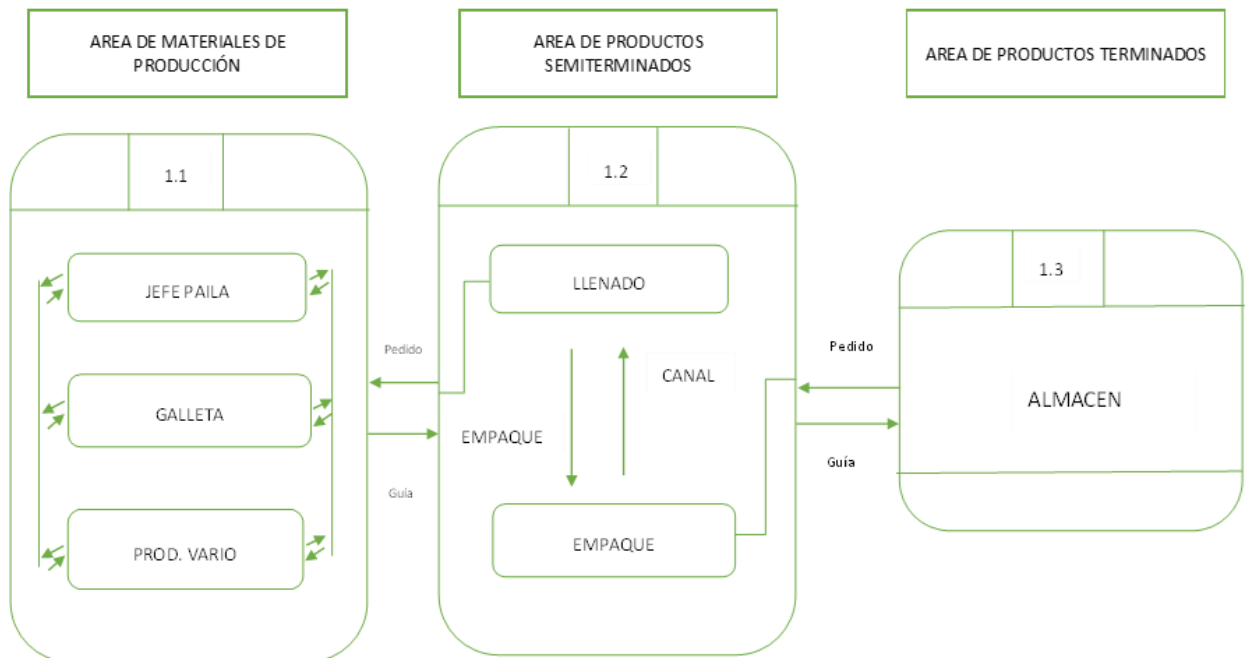 AREA DE MATERIALES DE
PRODUCCIÓN
AREA DE PRODUCTOS
SEMITERMINADOS
AREA DE PRODUCTOS TERMINADOS
1.1
JEFE PAILA
GALLETA
PROD. VARIO
Pedido
Guía
1.2
LLENADO
CANAL
EMPAQUE
EMPAQUE
Pedido
Guía
1.3
ALMACEN